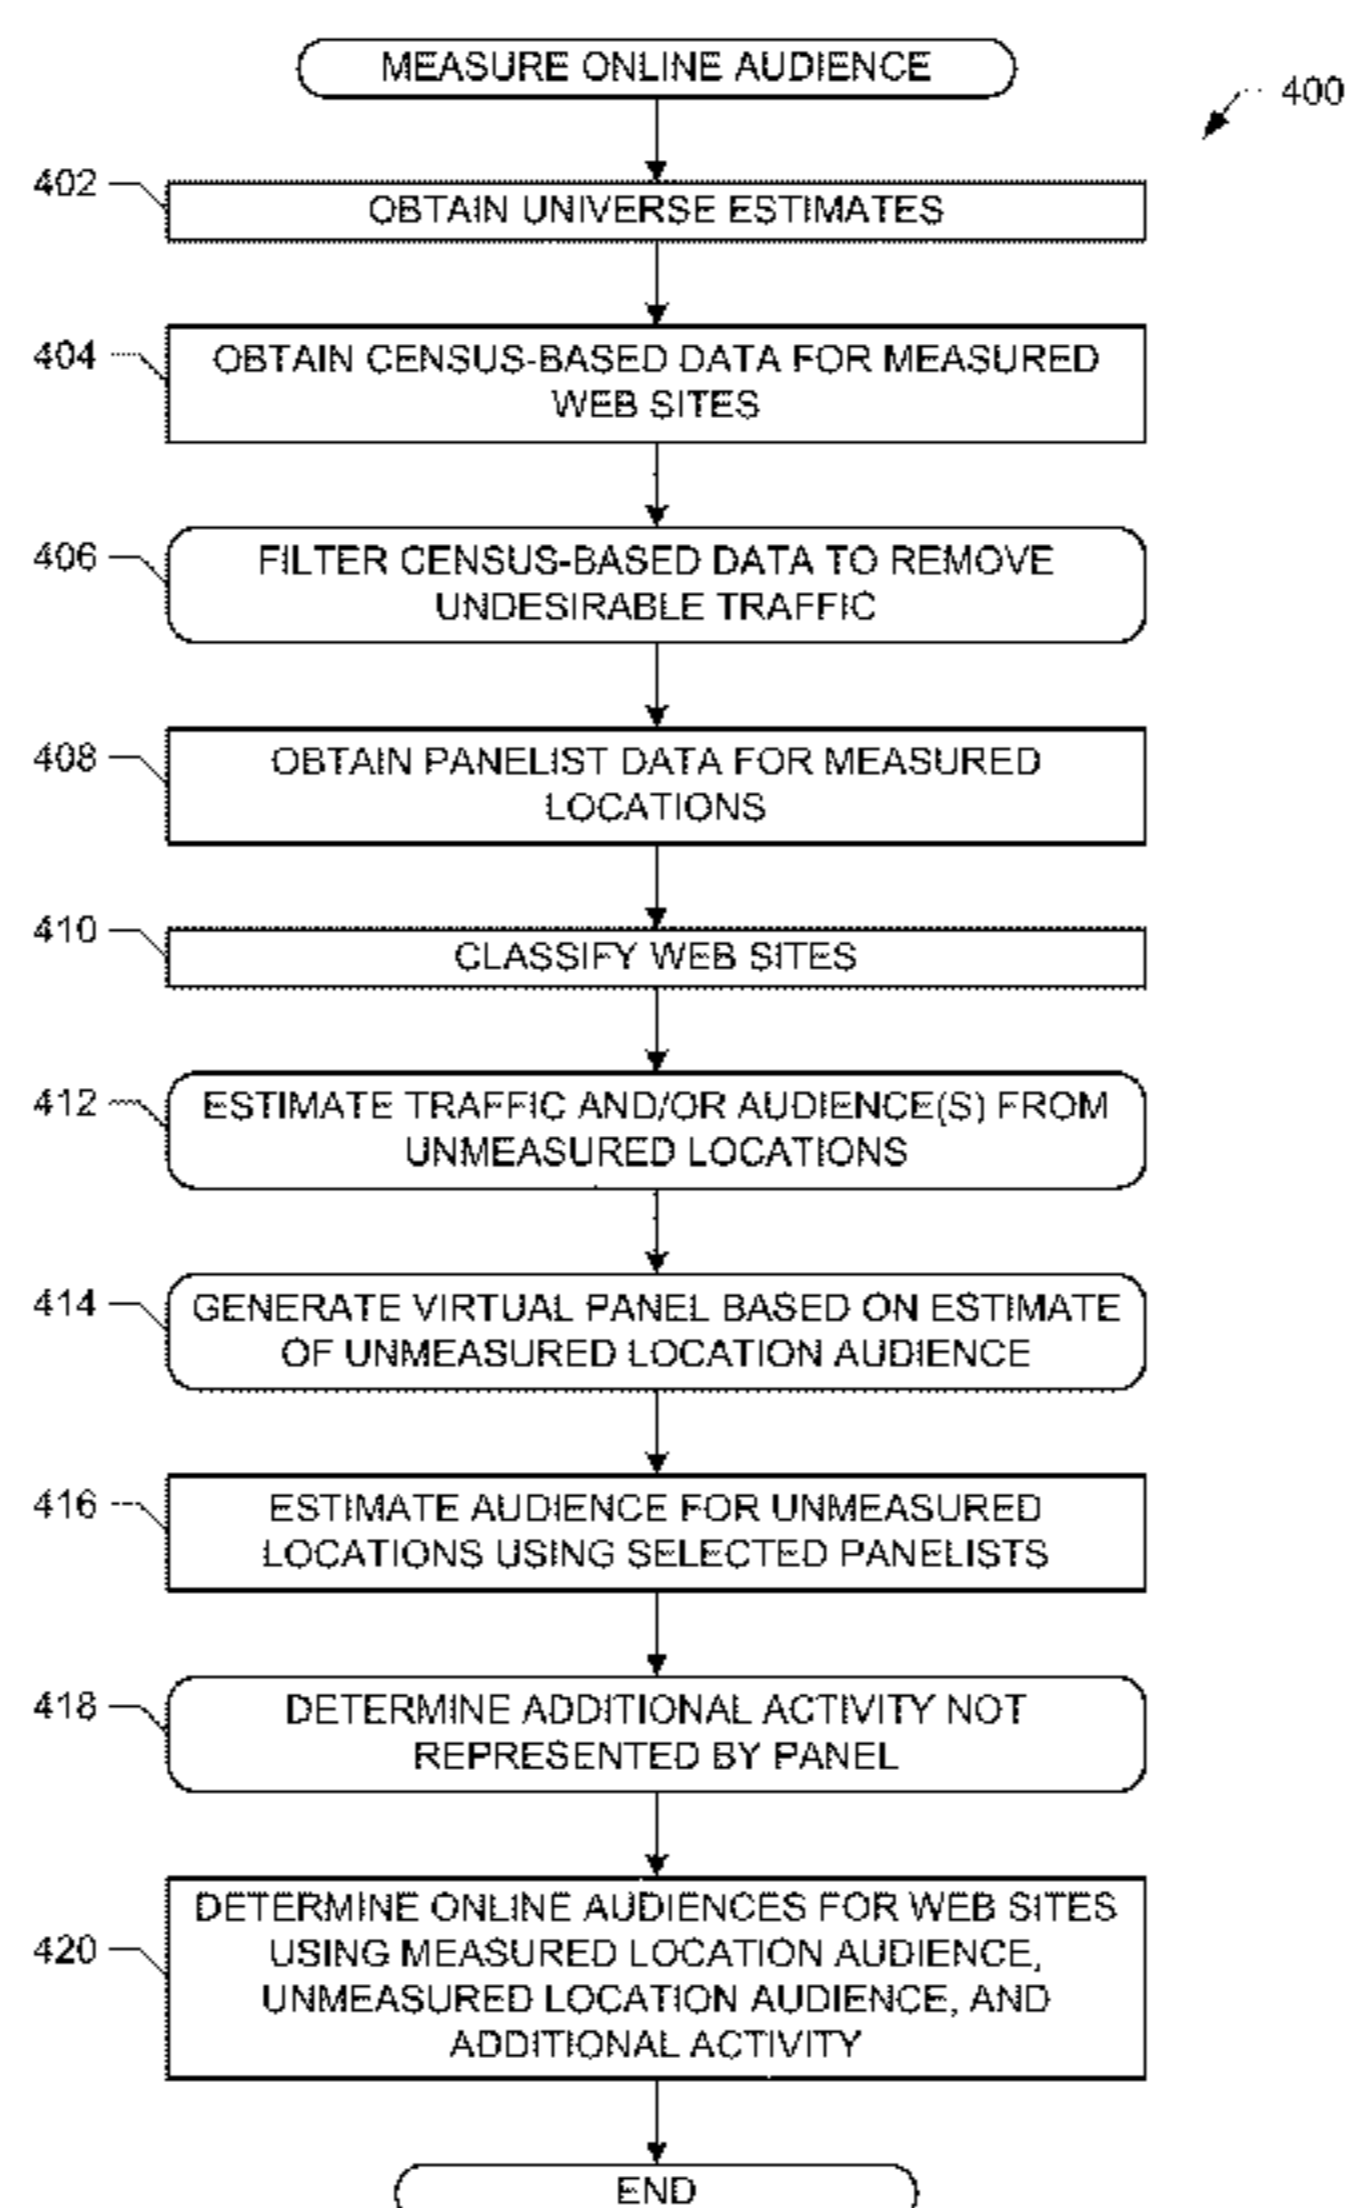 MEASURE ONLINE AUDIENCE
400
402
OBTAIN UNIVERSE ESTIMATES
404
OBTAIN CENSUS-BASED DATA FOR MEASURED
WEB SITES
406
FILTER CENSUS-BASED DATA TO REMOVE
UNDESIRABLE TRAFFIC
408
OBTAIN PANELIST DATA FOR MEASURED
LOCATIONS
410
CLASSIFY WEB SITES
412
ESTIMATE TRAFFIC AND/OR AUDIENCE(S) FROM
UNMEASURED LOCATIONS
414
GENERATE VIRTUAL PANEL BASED ON ESTIMATE
OF UNMEASURED LOCATION AUDIENCE
416
ESTIMATE AUDIENCE FOR UNMEASURED
LOCATIONS USING SELECTED PANELISTS
418
DETERMINE ADDITIONAL ACTIVITY NOT
REPRESENTED BY PANEL
420
DETERMINE ONLINE AUDIENCES FOR WEB SITES
USING MEASURED LOCATION AUDIENCE,
UNMEASURED LOCATION AUDIENCE, AND
ADDITIONAL ACTIVITY
END